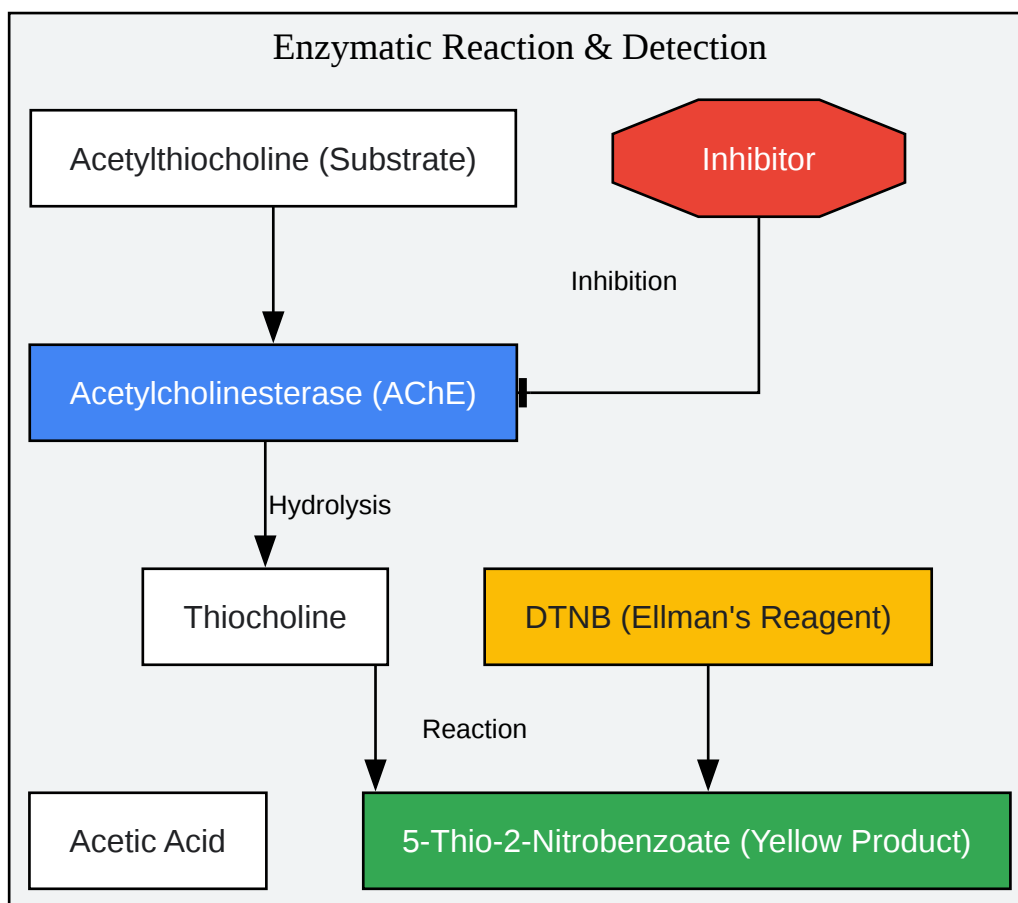 Enzymatic Reaction & Detection
Acetylthiocholine (Substrate)
Inhibitor
Inhibition
Acetylcholinesterase (AChE)
Hydrolysis
Thiocholine
DTNB (Ellman's Reagent)
Reaction
Acetic Acid
5-Thio-2-Nitrobenzoate (Yellow Product)